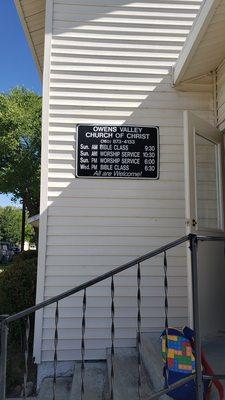 OWENS VALLEY
CHURCH OF CHRIST
(760) 873-4133
Sun. AM BIBLE CLASS 9:30
Sun. AM WORSHIP SERVICE 10:30
Sun. PM WORSHIP SERVICE 6:00
Wed. PM BIBLE CLASS 6:30
All are Welcome!